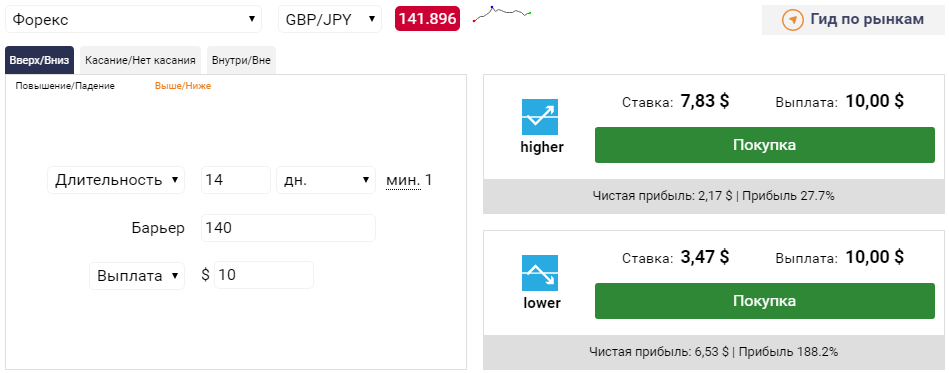 Форекс GBP/JPY 141.896 Гид по рынкам
Вверх/Вниз Касание/Нет касания Внутри/Вне
Повышение/Падение Выше/Ниже
Длительность 14 дн. мин. 1
Барьер 140
Выплата $ 10
Ставка: 7,83 $ Выплата: 10,00 $
higher
Покупка
Чистая прибыль: 2,17 $ | Прибыль 27.7%
Ставка: 3,47 $ Выплата: 10,00 $
lower
Покупка
Чистая прибыль: 6,53 $ | Прибыль 188.2%